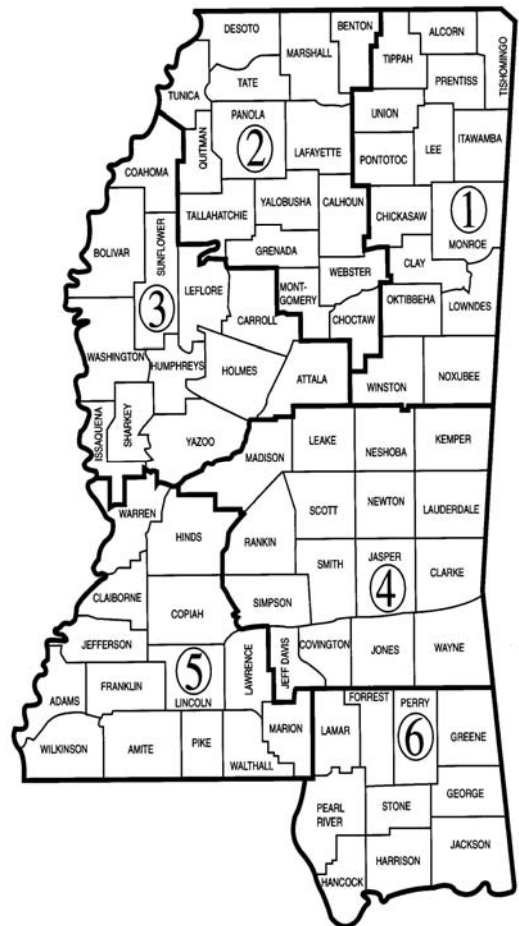 DESOTO
BENTON
ALCORN
MARSHALL
TIPPAH
TISHOMINGO
TATE
PRENTISS
TUNICA
PANOLA
UNION
2
QUITMAN
LAFAYETTE
PONTOTOC
LEE
ITAWAMBA
COAHOMA
TALLAHATCHIE
YALOBUSHA
CALHOUN
CHICKASAW
1
MONROE
BOLIVAR
SUNFLOWER
GRENADA
CLAY
WEBSTER
LEFLORE
MONT-
GOMERY
OKTIBBEHA
LOWNDES
3
CARROLL
CHOCTAW
WASHINGTON
HUMPHREYS
HOLMES
ATTALA
WINSTON
NOXUBEE
ISSAQUENA
SHARKEY
YAZOO
MADISON
LEAKE
NESHOBA
KEMPER
WARREN
HINDS
RANKIN
SCOTT
NEWTON
LAUDERDALE
SMITH
JASPER
4
CLARKE
CLAIBORNE
COPIAH
SIMPSON
JEFFERSON
LAWRENCE
JEFF DAVIS
COVINGTON
JONES
WAYNE
ADAMS
FRANKLIN
5
LINCOLN
WILKINSON
AMITE
PIKE
WALTHALL
MARION
FORREST
PERRY
LAMAR
6
GREENE
PEARL
RIVER
STONE
GEORGE
HANCOCK
HARRISON
JACKSON